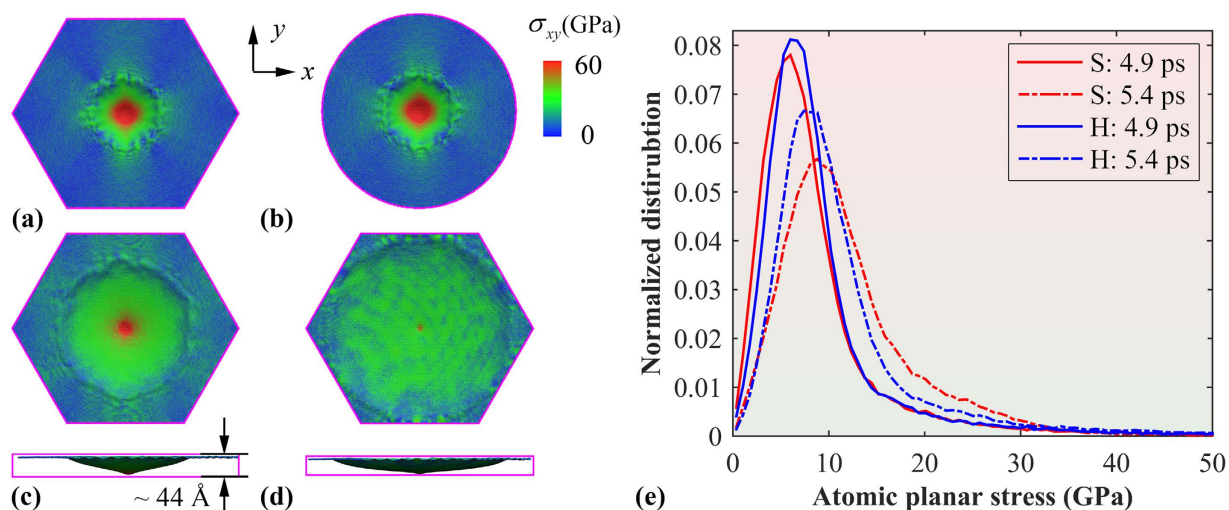 y
x
σxy(GPa)
60
0
(a)
(b)
(c)
~ 44 Å
(d)
(e)
Normalized distirubtion
0.08
0.07
0.06
0.05
0.04
0.03
0.02
0.01
0
S: 4.9 ps
S: 5.4 ps
H: 4.9 ps
H: 5.4 ps
0 10 20 30 40 50
Atomic planar stress (GPa)